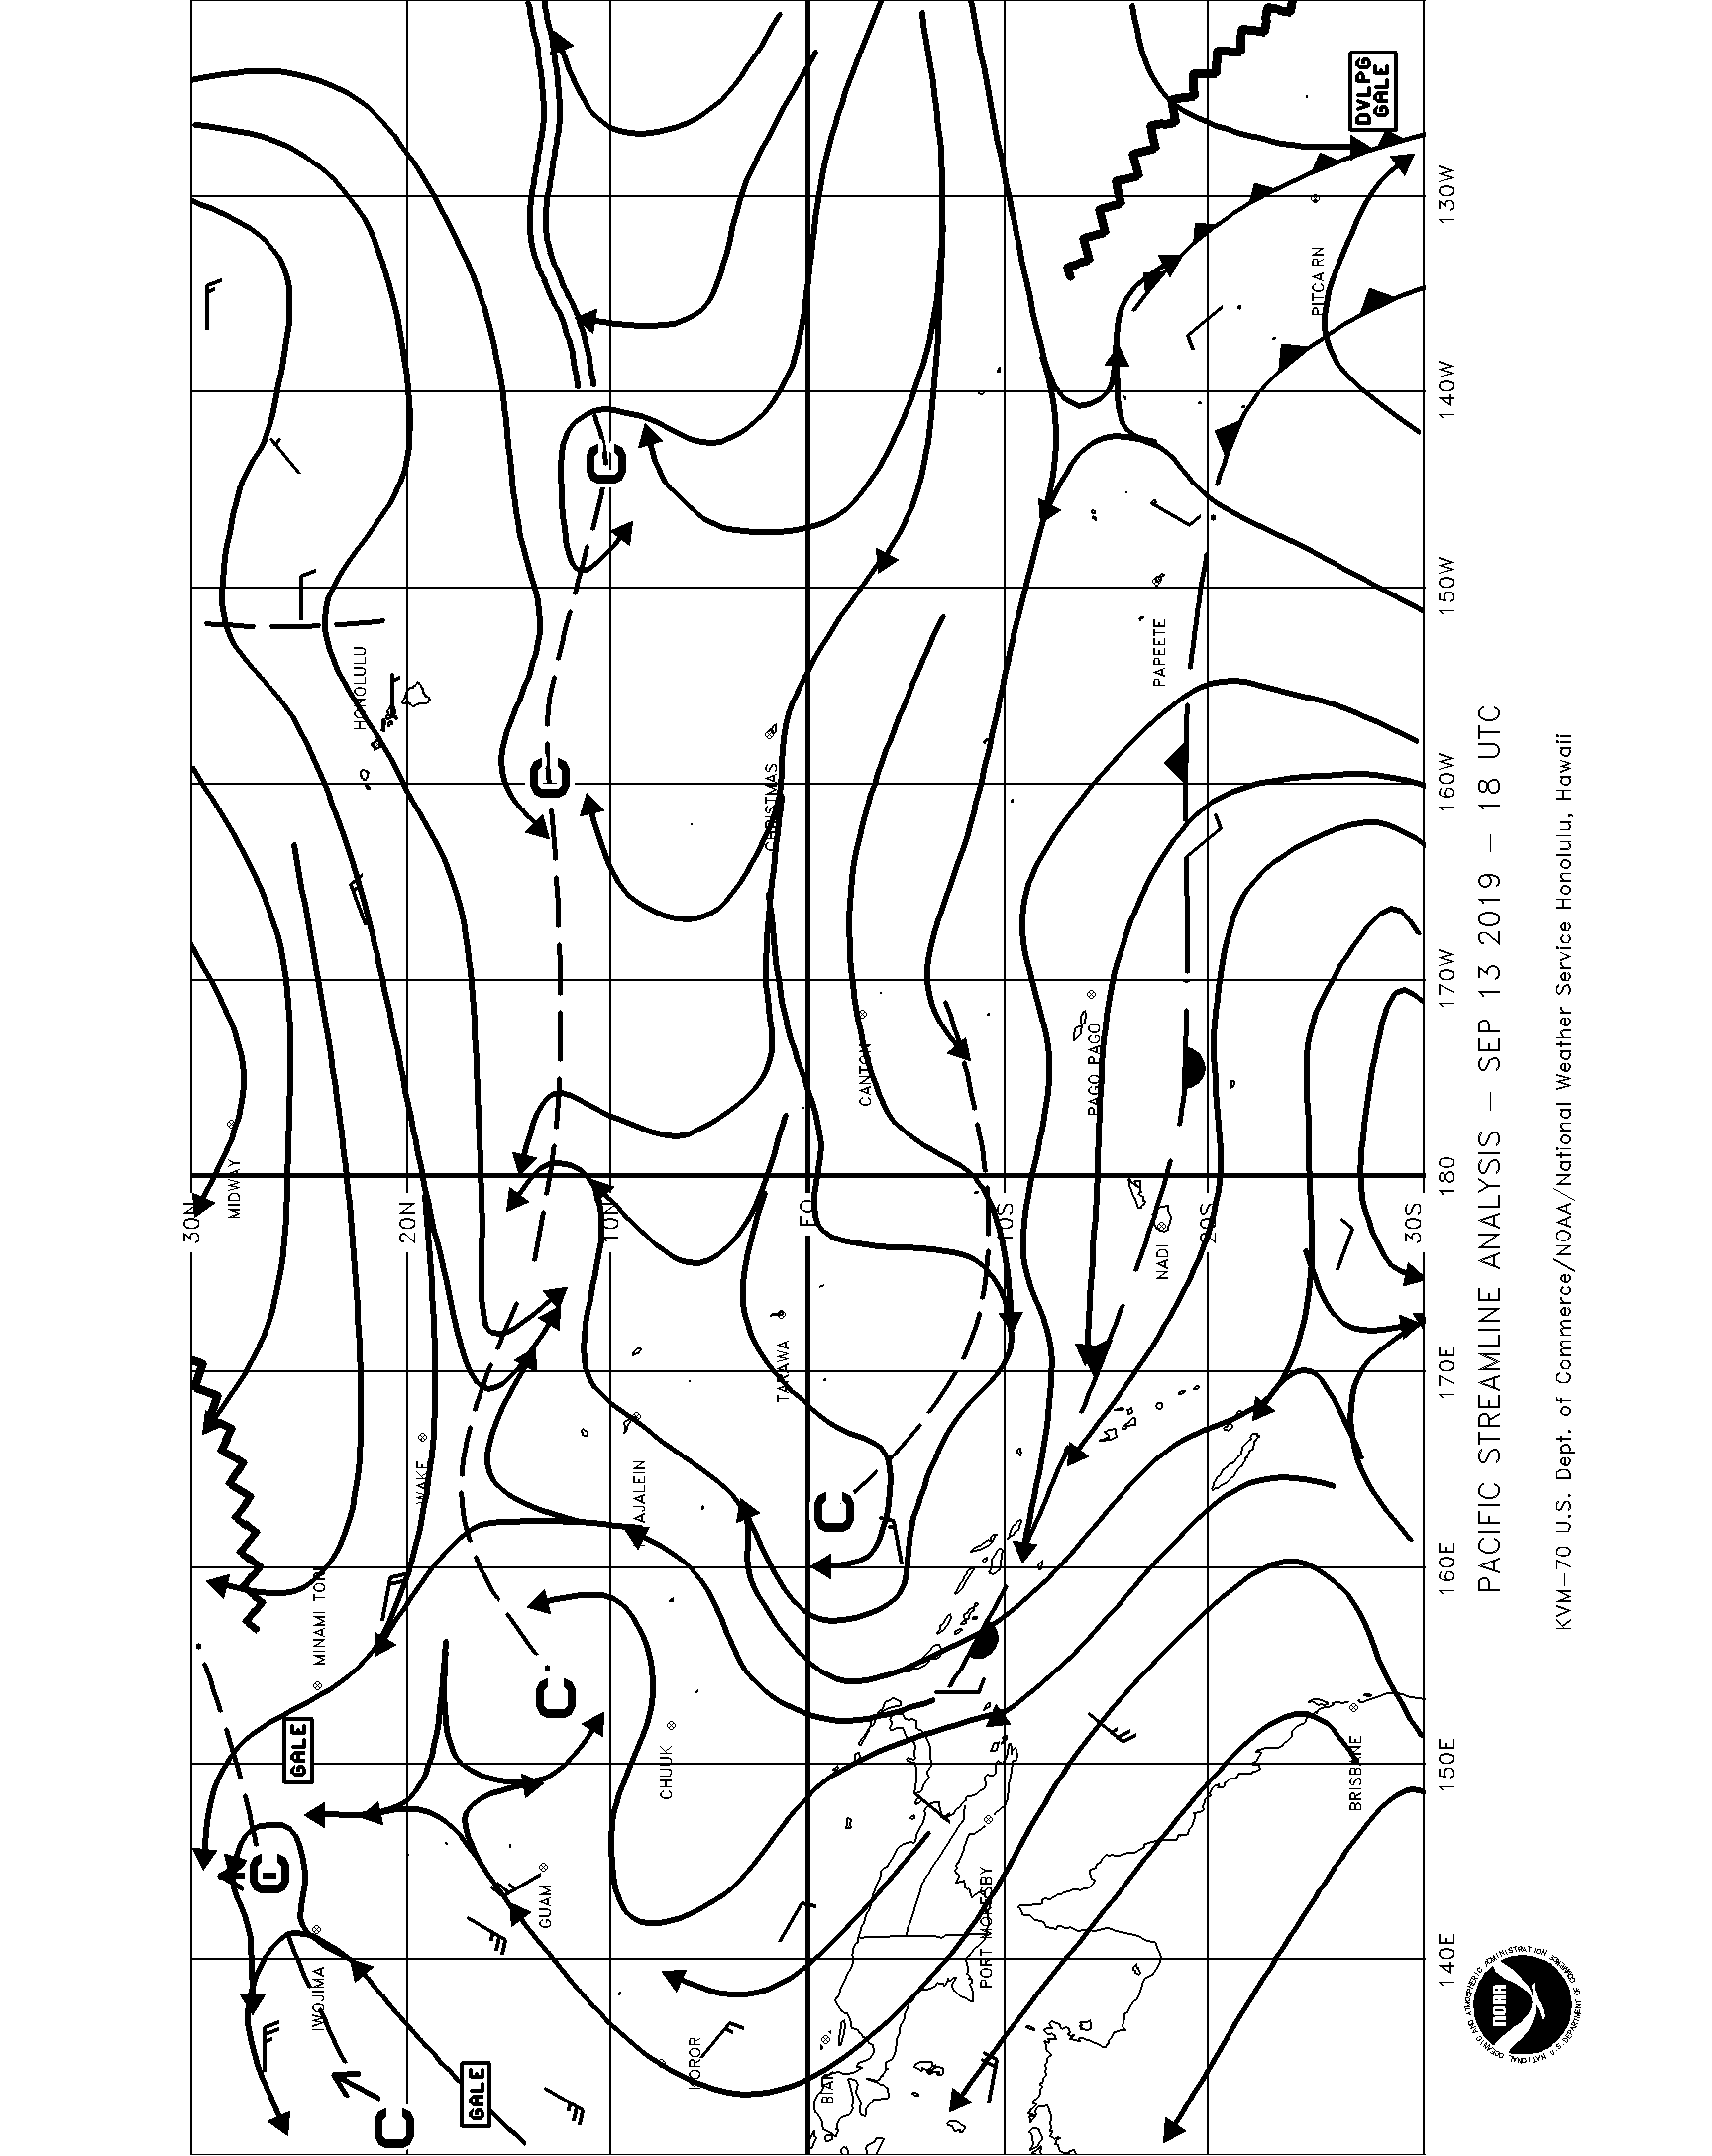 PACIFIC STREAMLINE ANALYSIS – SEP 13 2019 – 18 UTC
KVM–70 U.S. Dept. of Commerce/NOAA/National Weather Service Honolulu, Hawaii
30N
20N
10N
EQ
10S
20S
30S
140E
150E
160E
170E
180
170W
160W
150W
140W
130W
GALE
GALE
DVLPG
GALE
C
C
C
C
C
C
IWOJIMA
MINAMI TORI
WAKE
MIDWAY
HONOLULU
GUAM
KOROR
CHUUK
KWAJALEIN
TARAWA
CHRISTMAS
CANTON
BIAK
PORT MORESBY
NADI
PAGO PAGO
PAPEETE
PITCAIRN
BRISBANE
NOAA
NATIONAL OCEANIC AND ATMOSPHERIC ADMINISTRATION
U.S. DEPARTMENT OF COMMERCE